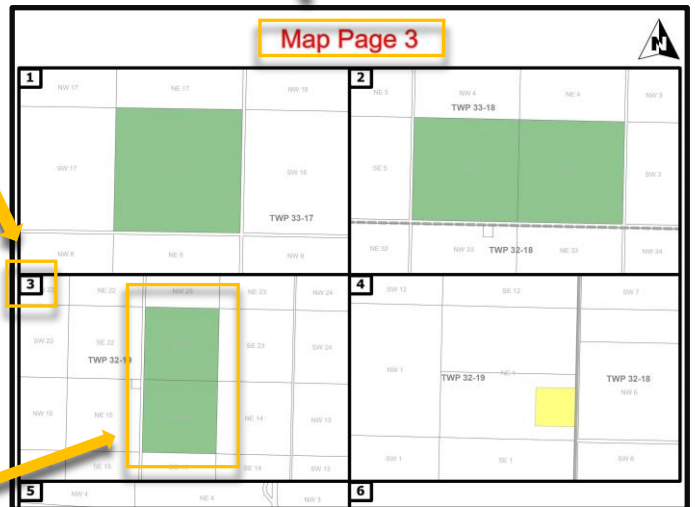 Map Page 3
N
1
NW 17 NE 17 NW 16
SW 17 SW 16
TWP 33-17
NW 8 NE 8 NW 9
2
NE 5 NW 4 NE 4 NW 3
TWP 33-18
SE 5 SW 3
NE 32 NW 33 TWP 32-18 NE 33 NW 34
3
NE 22 NW 23 NE 23 NW 24
SW 22 SE 22 SE 23 SW 24
TWP 32-19
NW 15 NE 15 NE 14 NW 13
SE 15 SE 14 SW 13
4
SW 12 SE 12 SW 7
NW 1 TWP 32-19 NE 1 TWP 32-18
NW 6
SW 1 SE 1 SW 6
5
NW 4 NE 4 NW 3
6